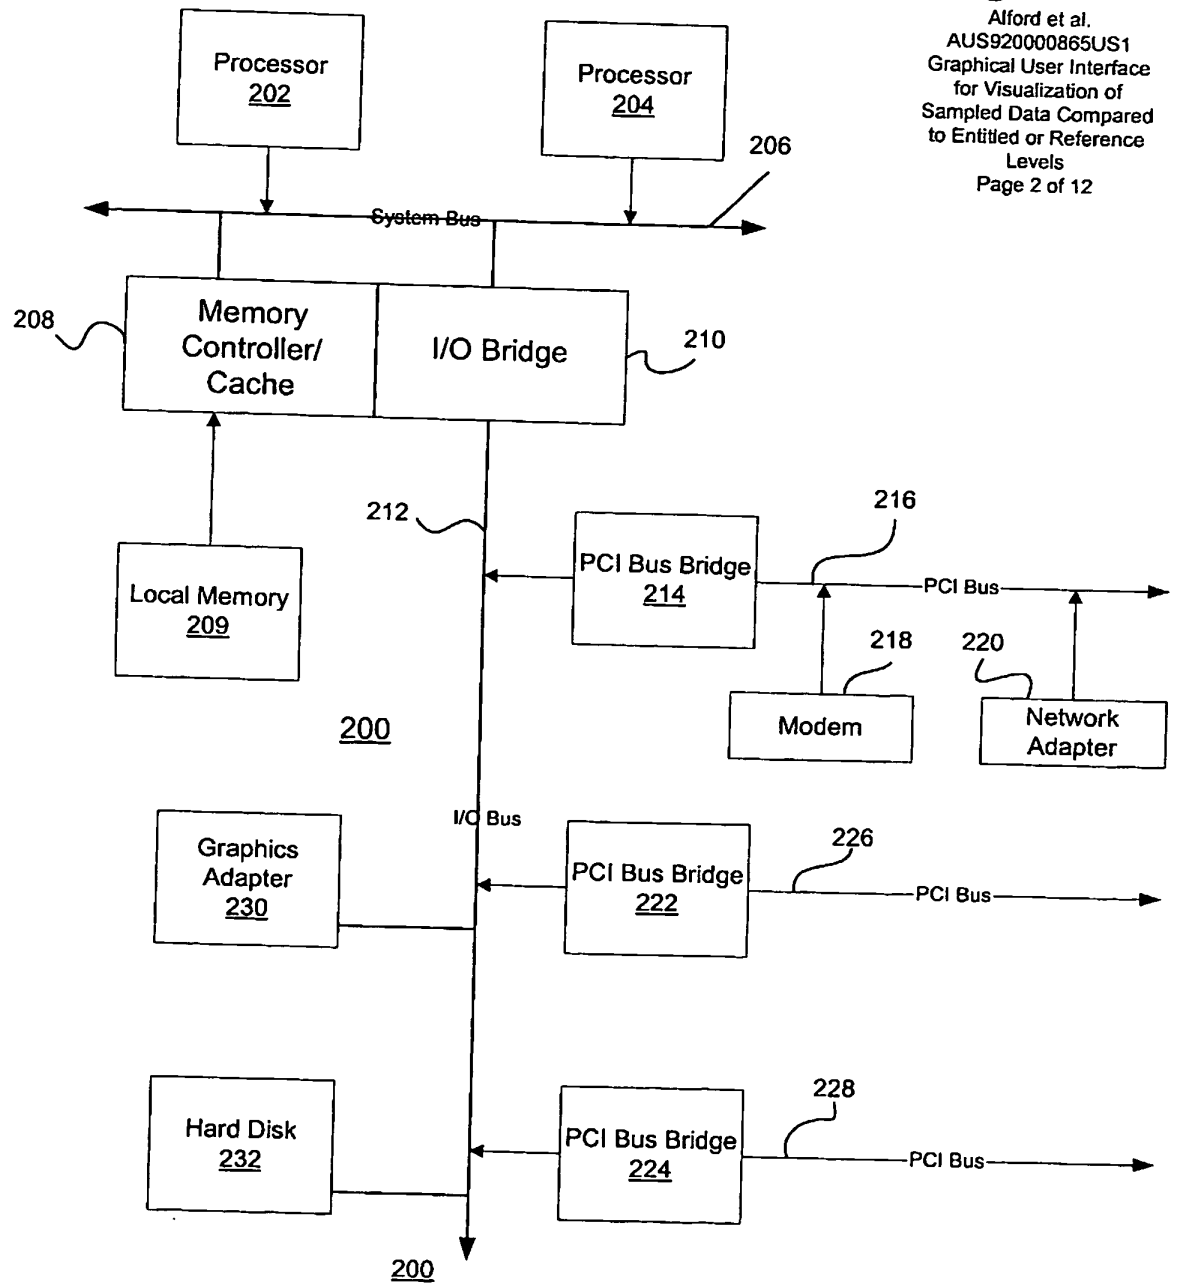 Alford et al.
AUS920000865US1
Graphical User Interface
for Visualization of
Sampled Data Compared
to Entitled or Reference
Levels
Page 2 of 12
Processor
202
Processor
204
206
System Bus
208
Memory
Controller/
Cache
I/O Bridge
210
212
Local Memory
209
PCI Bus Bridge
214
216
PCI Bus
218
Modem
220
Network
Adapter
200
I/O Bus
Graphics
Adapter
230
PCI Bus Bridge
222
226
PCI Bus
Hard Disk
232
PCI Bus Bridge
224
228
PCI Bus
200